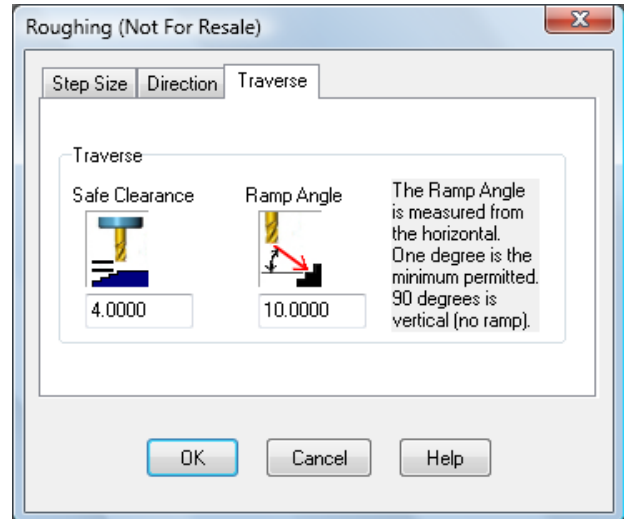 Roughing (Not For Resale)
Step Size Direction Traverse
Traverse
Safe Clearance Ramp Angle
The Ramp Angle
is measured from
the horizontal.
One degree is the
minimum permitted.
90 degrees is
vertical (no ramp).
4.0000 10.0000
OK Cancel Help